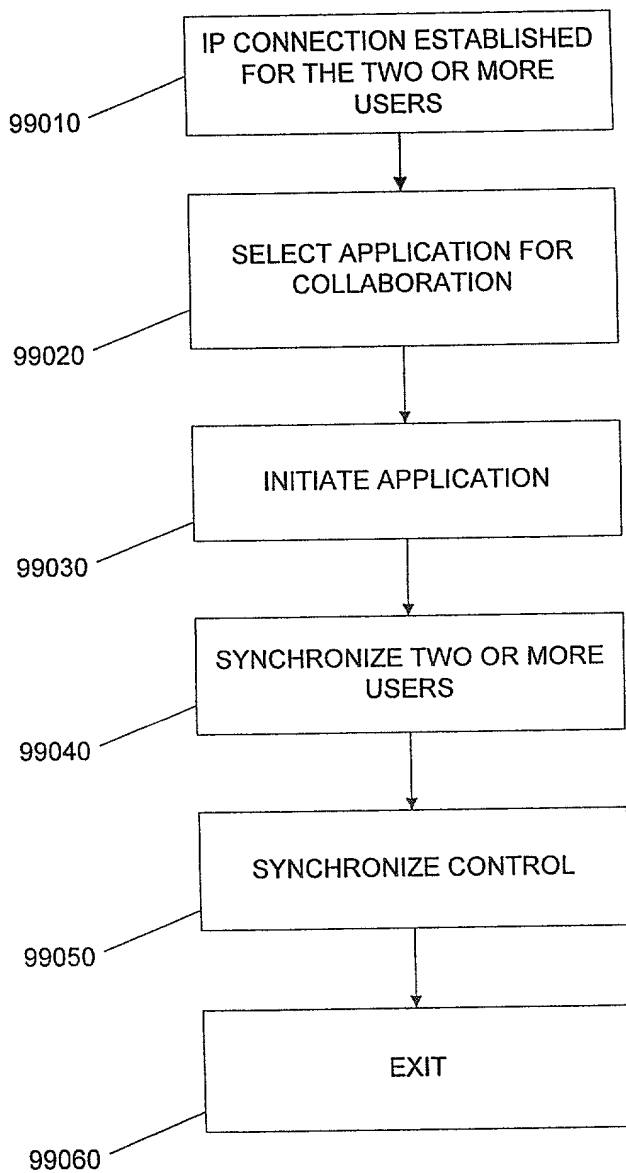 IP CONNECTION ESTABLISHED
FOR THE TWO OR MORE
USERS
99010
SELECT APPLICATION FOR
COLLABORATION
99020
INITIATE APPLICATION
99030
SYNCHRONIZE TWO OR MORE
USERS
99040
SYNCHRONIZE CONTROL
99050
EXIT
99060